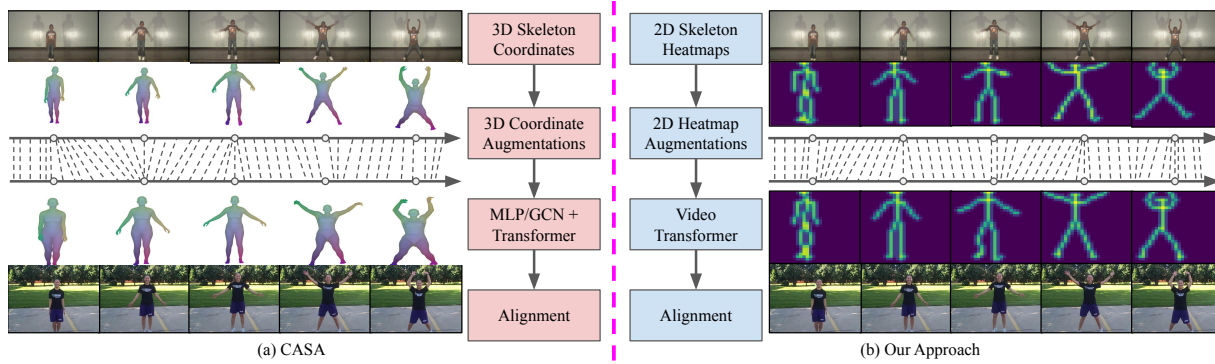 3D Skeleton
Coordinates
3D Coordinate
Augmentations
MLP/GCN +
Transformer
Alignment
(a) CASA
2D Skeleton
Heatmaps
2D Heatmap
Augmentations
Video
Transformer
Alignment
(b) Our Approach